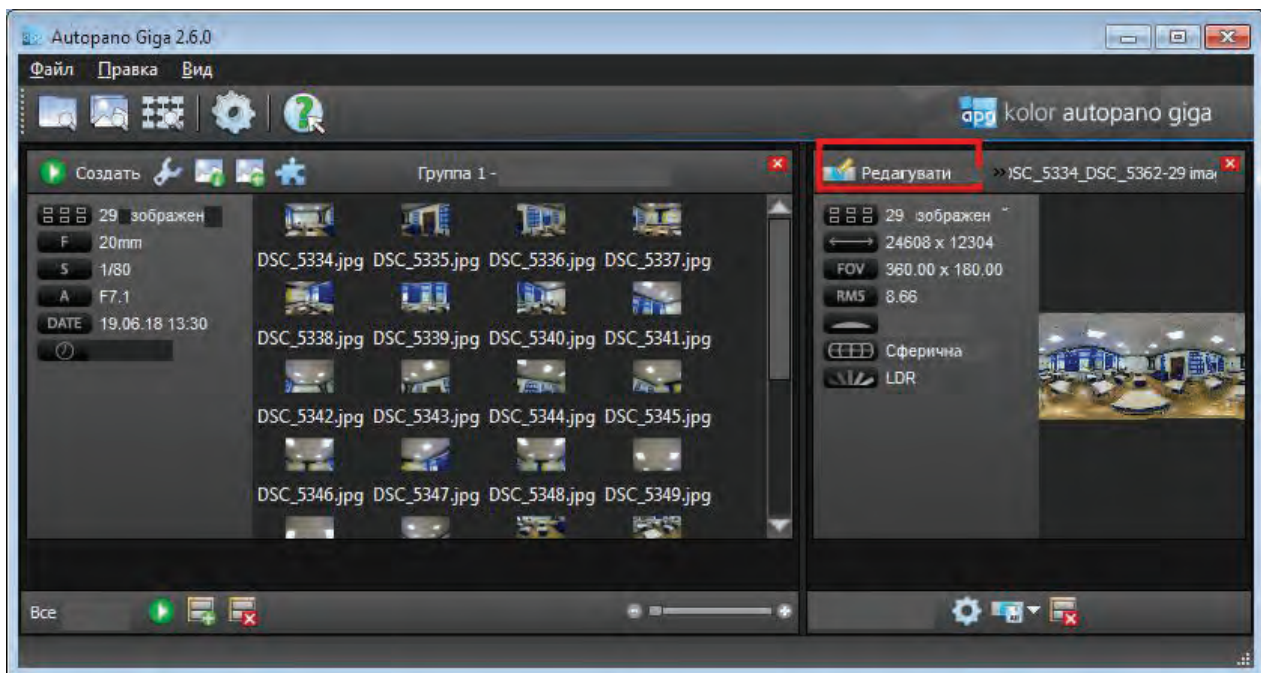 Autopano Giga 2.6.0
Файл Правка Вид
apg kolor autopano giga
Создать Группа 1 -
29 зображен
F 20mm
S 1/80
A F7.1
DATE 19.06.18 13:30
DSC_5334.jpg DSC_5335.jpg DSC_5336.jpg DSC_5337.jpg
DSC_5338.jpg DSC_5339.jpg DSC_5340.jpg DSC_5341.jpg
DSC_5342.jpg DSC_5343.jpg DSC_5344.jpg DSC_5345.jpg
DSC_5346.jpg DSC_5347.jpg DSC_5348.jpg DSC_5349.jpg
Все
Редагувати »SC_5334_DSC_5362-29 ima
29 зображен
24608 x 12304
FOV 360.00 x 180.00
RMS 8.66
Сферична
LDR